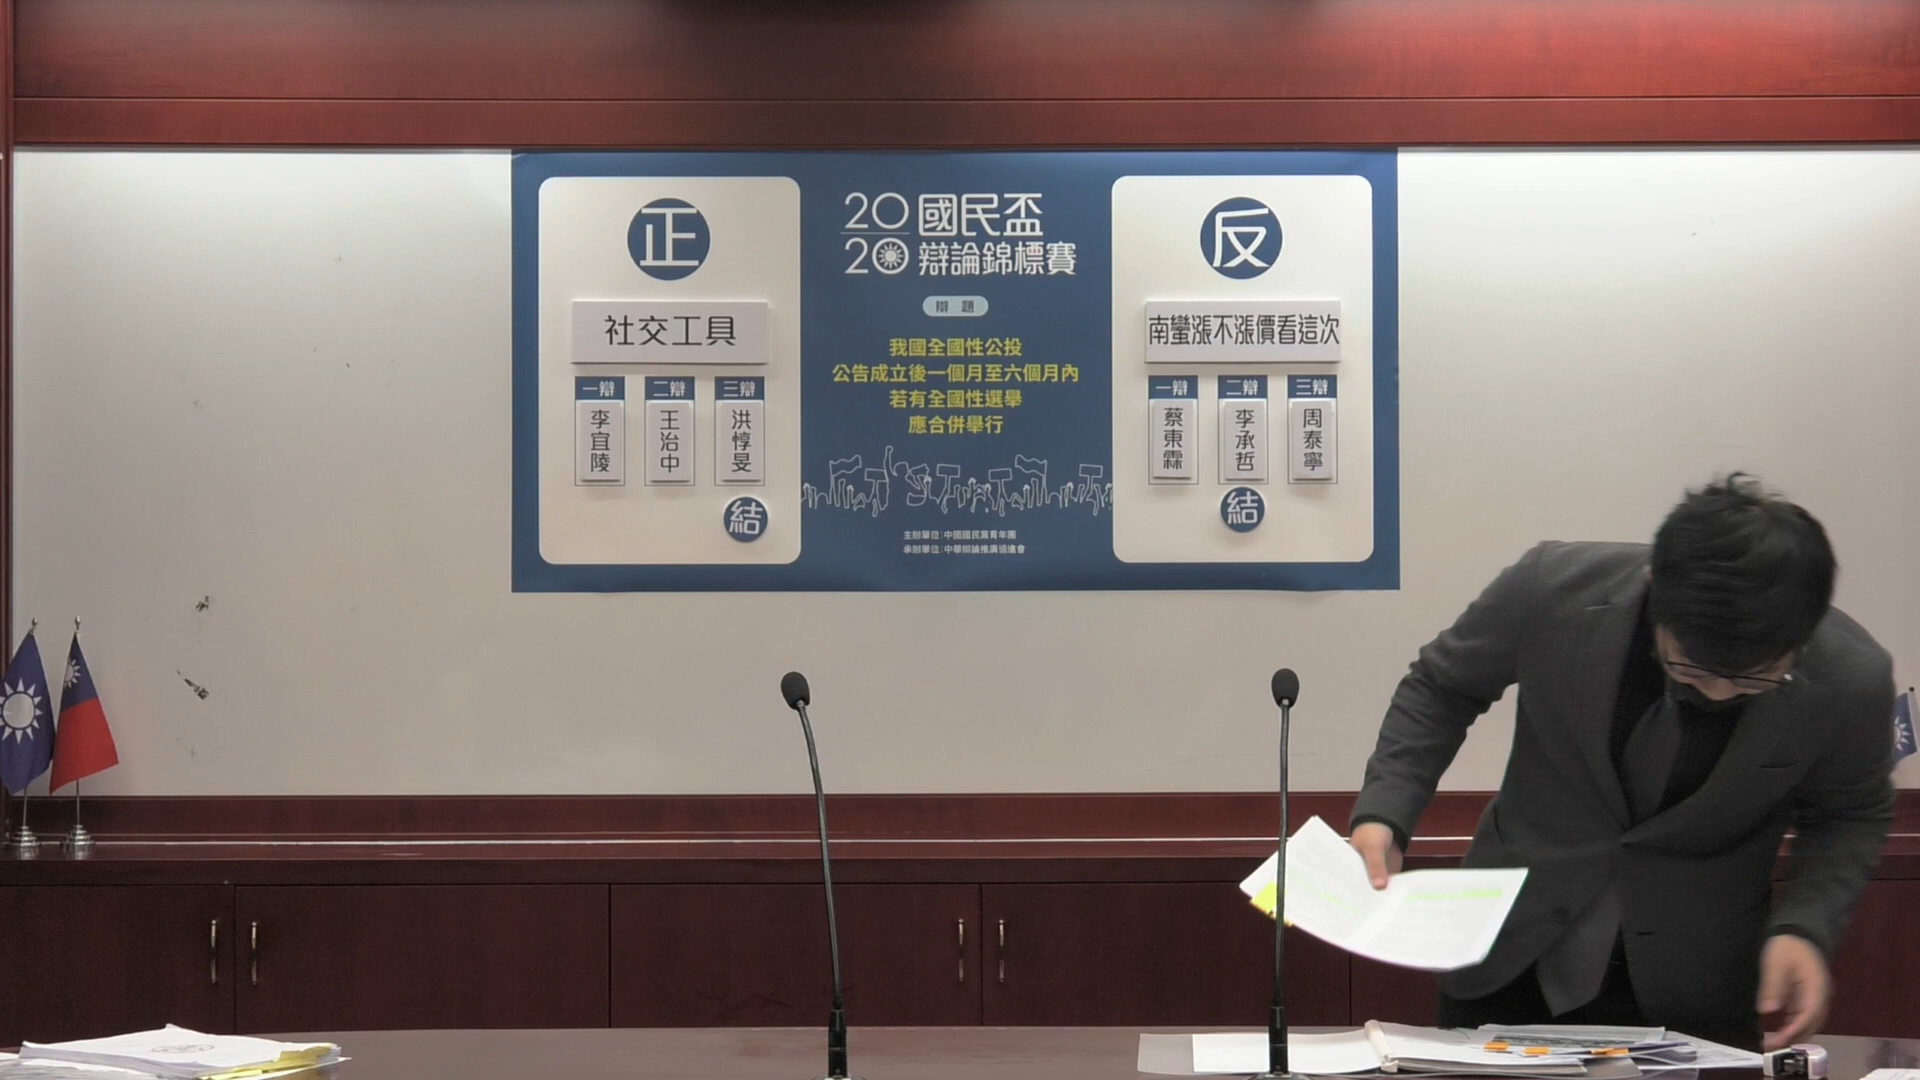 正
社交工具
一辯 二辯 三辯
李宜陵 王治中 洪惇旻
結
2020 國民盃
辯論錦標賽
辯 題
我國全國性公投
公告成立後一個月至六個月內
若有全國性選舉
應合併舉行
主辦單位:中國國民黨青年團
承辦單位:中華辯論推廣協進會
反
南蠻漲不漲價看這次
一辯 二辯 三辯
蔡東霖 李承哲 周泰寧
結